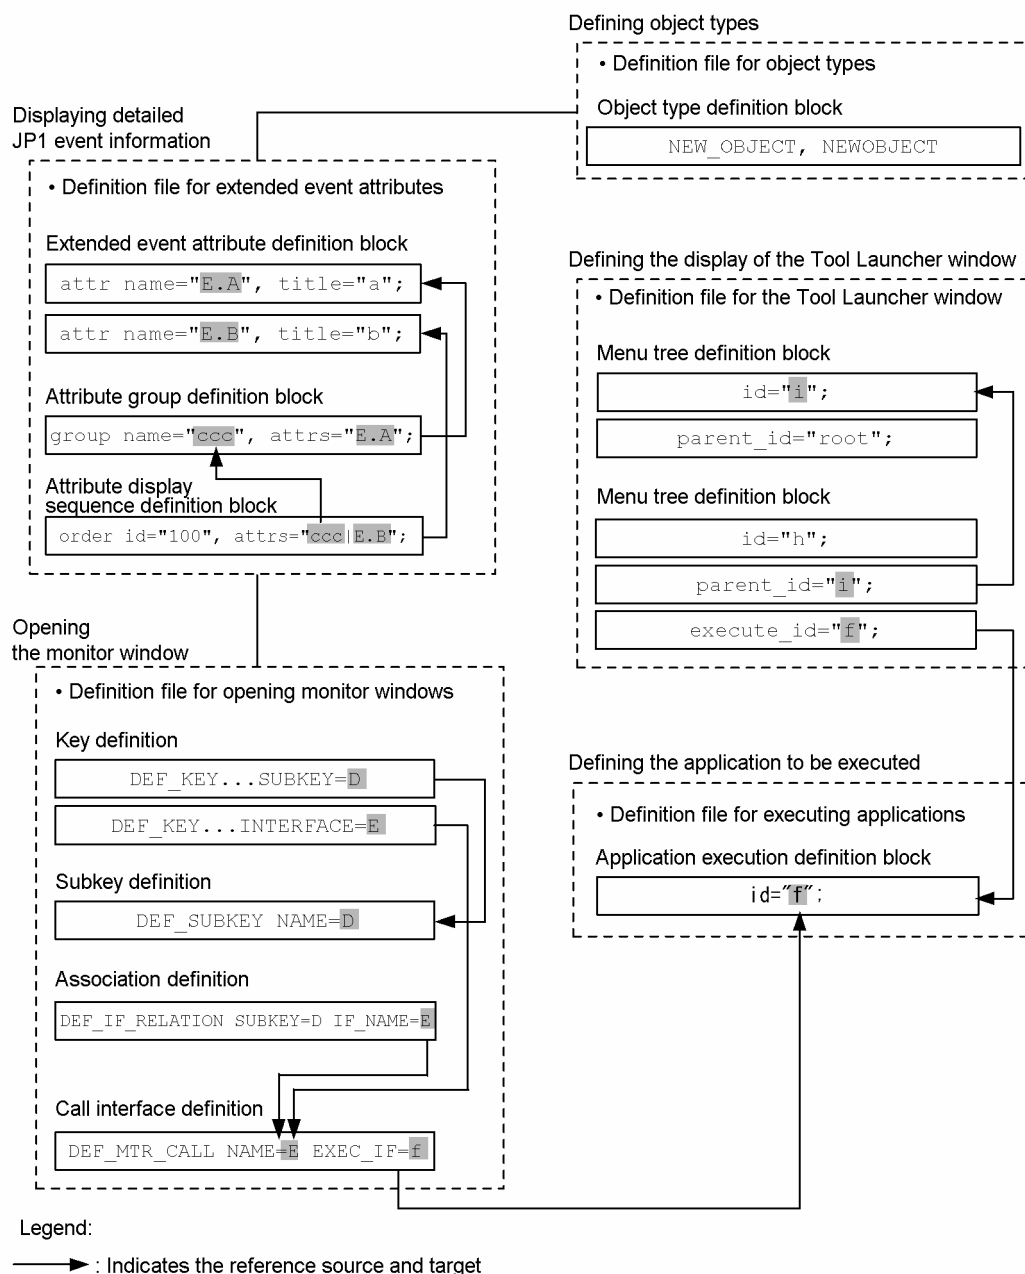 Defining object types
• Definition file for object types
Object type definition block
NEW_OBJECT, NEWOBJECT
Displaying detailed
JP1 event information
• Definition file for extended event attributes
Extended event attribute definition block
attr name="E.A", title="a";
attr name="E.B", title="b";
Attribute group definition block
group name="ccc", attrs="E.A";
Attribute display
sequence definition block
order id="100", attrs="ccc|E.B";
Defining the display of the Tool Launcher window
• Definition file for the Tool Launcher window
Menu tree definition block
id="i";
parent_id="root";
Menu tree definition block
id="h";
parent_id="i";
execute_id="f";
Opening
the monitor window
• Definition file for opening monitor windows
Key definition
DEF_KEY...SUBKEY=D
DEF_KEY...INTERFACE=E
Subkey definition
DEF_SUBKEY NAME=D
Association definition
DEF_IF_RELATION SUBKEY=D IF_NAME=E
Call interface definition
DEF_MTR_CALL NAME=E EXEC_IF=f
Defining the application to be executed
• Definition file for executing applications
Application execution definition block
id="f";
Legend:
: Indicates the reference source and target